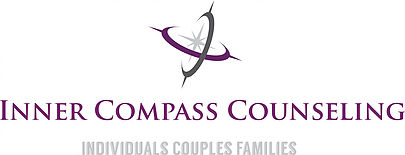 INNER COMPASS COUNSELING
INDIVIDUALS COUPLES FAMILIES